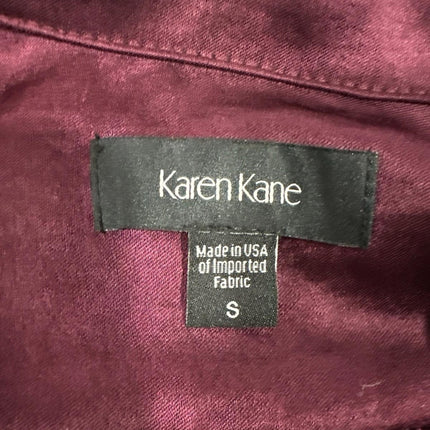 Karen Kane
Made in USA
of Imported
Fabric
S